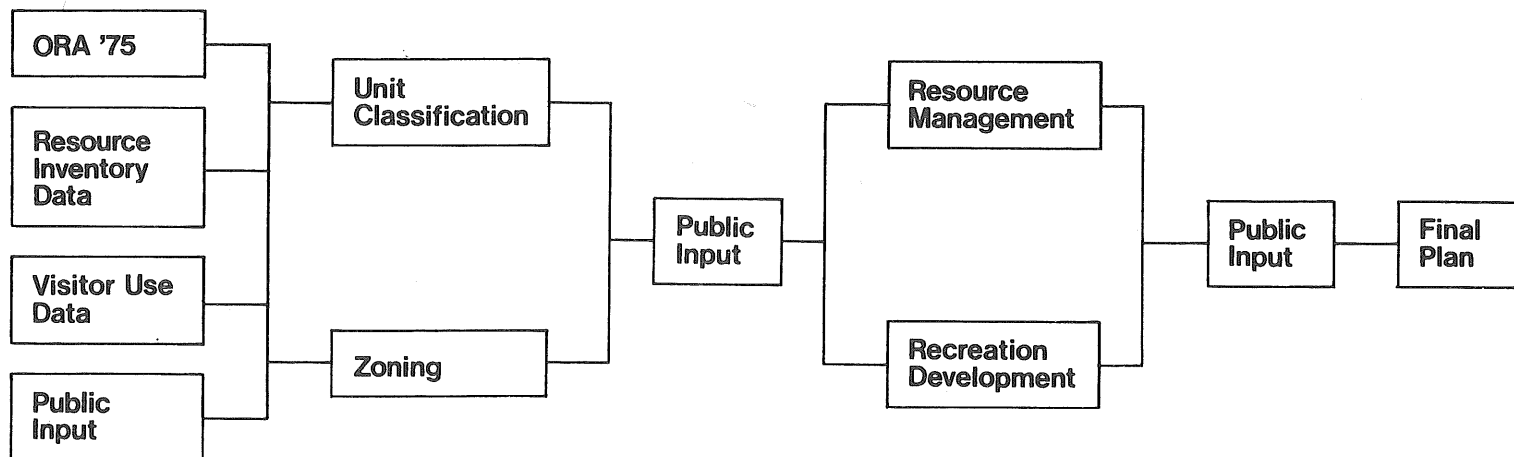 ORA '75
Resource
Inventory
Data
Visitor Use
Data
Public
Input
Unit
Classification
Zoning
Public
Input
Resource
Management
Recreation
Development
Public
Input
Final
Plan